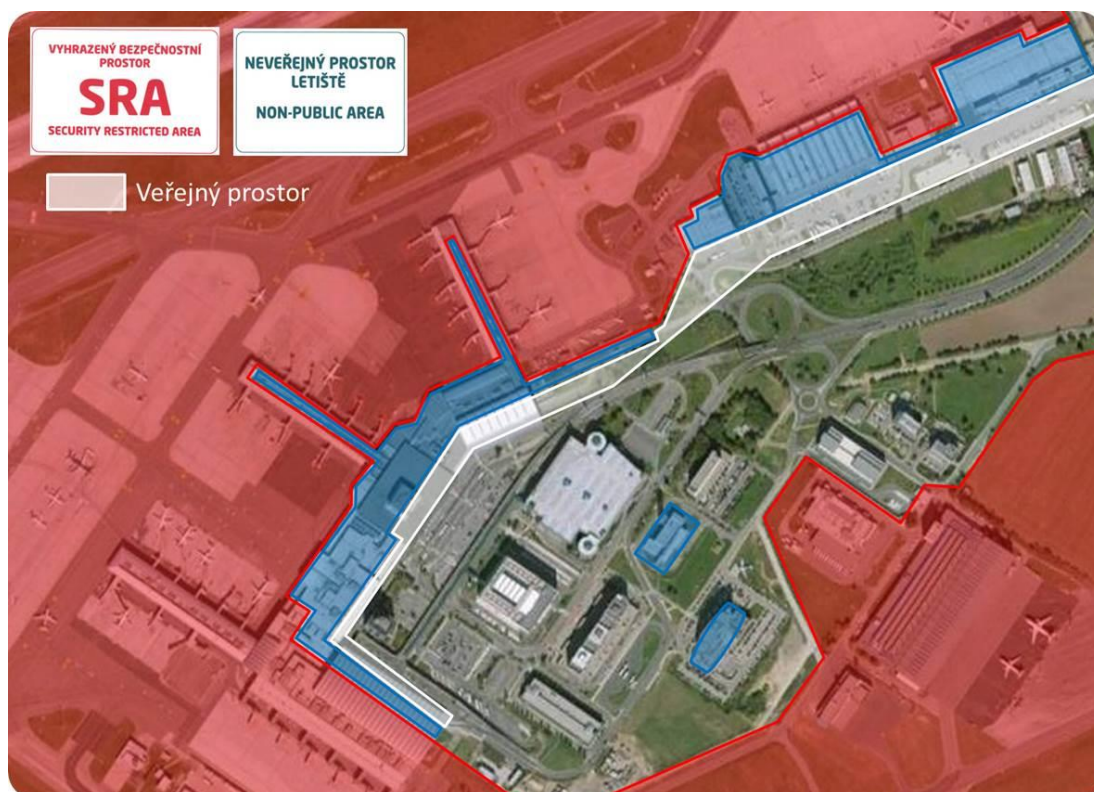 VYHRAZENÝ BEZPEČNOSTNÍ
PROSTOR
SRA
SECURITY RESTRICTED AREA
NEVEŘEJNÝ PROSTOR
LETIŠTĚ
NON-PUBLIC AREA
Veřejný prostor